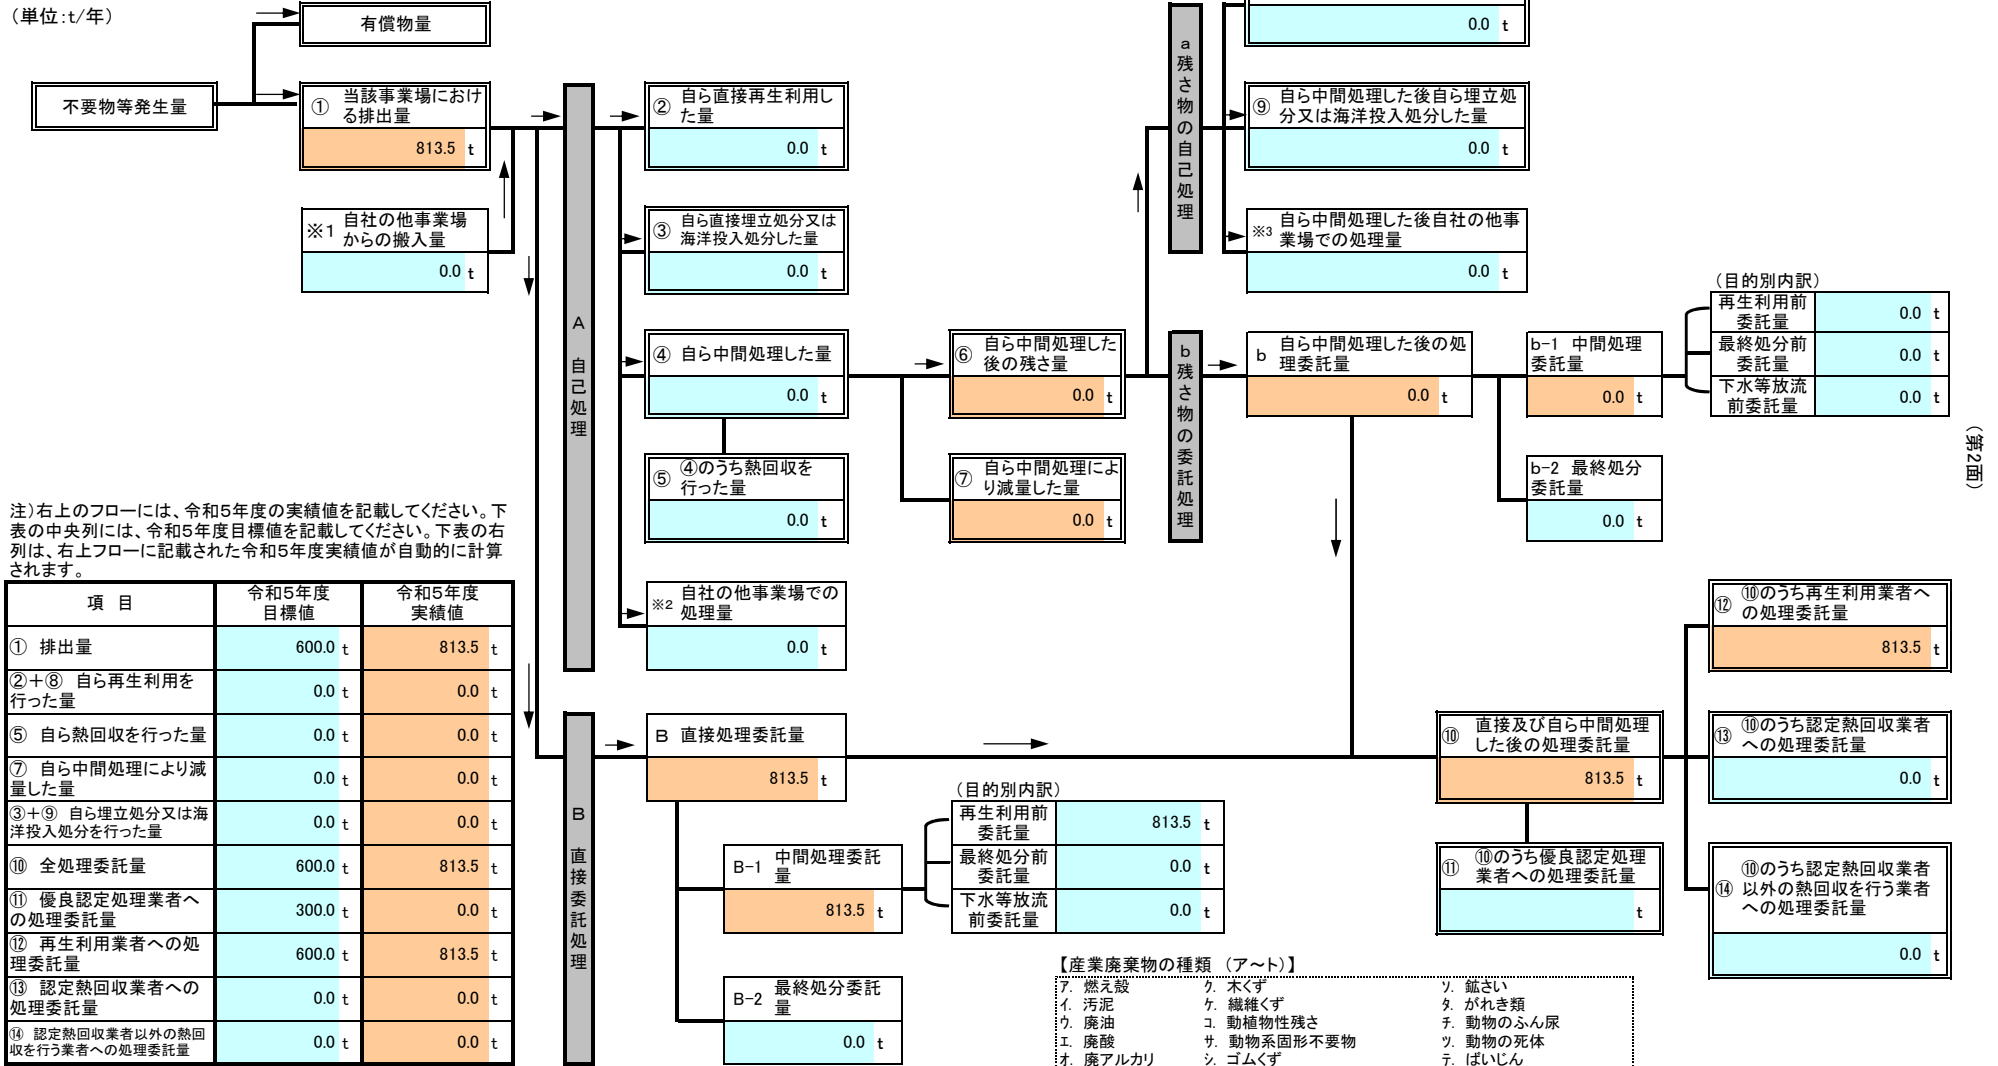 （単位：t/年）
有償物量
不要物等発生量
① 当該事業場におけ
る排出量
813.5 t
※1 自社の他事業場
からの搬入量
0.0 t
A 自己処理
② 自ら直接再生利用し
た量
0.0 t
③ 自ら直接埋立処分又は
海洋投入処分した量
0.0 t
④ 自ら中間処理した量
0.0 t
⑤ ④のうち熱回収を
行った量
0.0 t
※2 自社の他事業場での
処理量
0.0 t
⑥ 自ら中間処理した
後の残さ量
0.0 t
⑦ 自ら中間処理によ
り減量した量
0.0 t
a 残さ物の自己処理
0.0 t
⑨ 自ら中間処理した後自ら埋立処
分又は海洋投入処分した量
0.0 t
※3 自ら中間処理した後自社の他事
業場での処理量
0.0 t
b 残さ物の委託処理
b 自ら中間処理した後の処
理委託量
0.0 t
b-1 中間処理
委託量
0.0 t
b-2 最終処分
委託量
0.0 t
（目的別内訳）
再生利用前
委託量
0.0 t
最終処分前
委託量
0.0 t
下水等放流
前委託量
0.0 t
（第2面）
注）右上のフローには、令和5年度の実績値を記載してください。下
表の中央列には、令和5年度目標値を記載してください。下表の右
列は、右上フローに記載された令和5年度実績値が自動的に計算
されます。
項 目 令和5年度 目標値 令和5年度 実績値
① 排出量 600.0 t 813.5 t
②＋⑧ 自ら再生利用を
行った量 0.0 t 0.0 t
⑤ 自ら熱回収を行った量 0.0 t 0.0 t
⑦ 自ら中間処理により減
量した量 0.0 t 0.0 t
③＋⑨ 自ら埋立処分又は海
洋投入処分を行った量 0.0 t 0.0 t
⑩ 全処理委託量 600.0 t 813.5 t
⑪ 優良認定処理業者へ
の処理委託量 300.0 t 0.0 t
⑫ 再生利用業者への処
理委託量 600.0 t 813.5 t
⑬ 認定熱回収業者への
処理委託量 0.0 t 0.0 t
⑭ 認定熱回収業者以外の熱回
収を行う業者への処理委託量 0.0 t 0.0 t
B 直接委託処理
B 直接処理委託量
813.5 t
B-1 中間処理委託
量
813.5 t
B-2 最終処分委託
量
0.0 t
（目的別内訳）
再生利用前
委託量
813.5 t
最終処分前
委託量
0.0 t
下水等放流
前委託量
0.0 t
⑩ 直接及び自ら中間処理
した後の処理委託量
813.5 t
⑪ ⑩のうち優良認定処理
業者への処理委託量
t
⑫ ⑩のうち再生利用業者へ
の処理委託量
813.5 t
⑬ ⑩のうち認定熱回収業者
への処理委託量
0.0 t
⑭ ⑩のうち認定熱回収業者
以外の熱回収を行う業者
への処理委託量
0.0 t
【産業廃棄物の種類 （ア～ト）】
ア. 燃え殻 ク. 木くず ソ. 鉱さい
イ. 汚泥 ケ. 繊維くず タ. がれき類
ウ. 廃油 コ. 動植物性残さ チ. 動物のふん尿
エ. 廃酸 サ. 動物系固形不要物 ツ. 動物の死体
オ. 廃アルカリ シ. ゴムくず テ. ばいじん